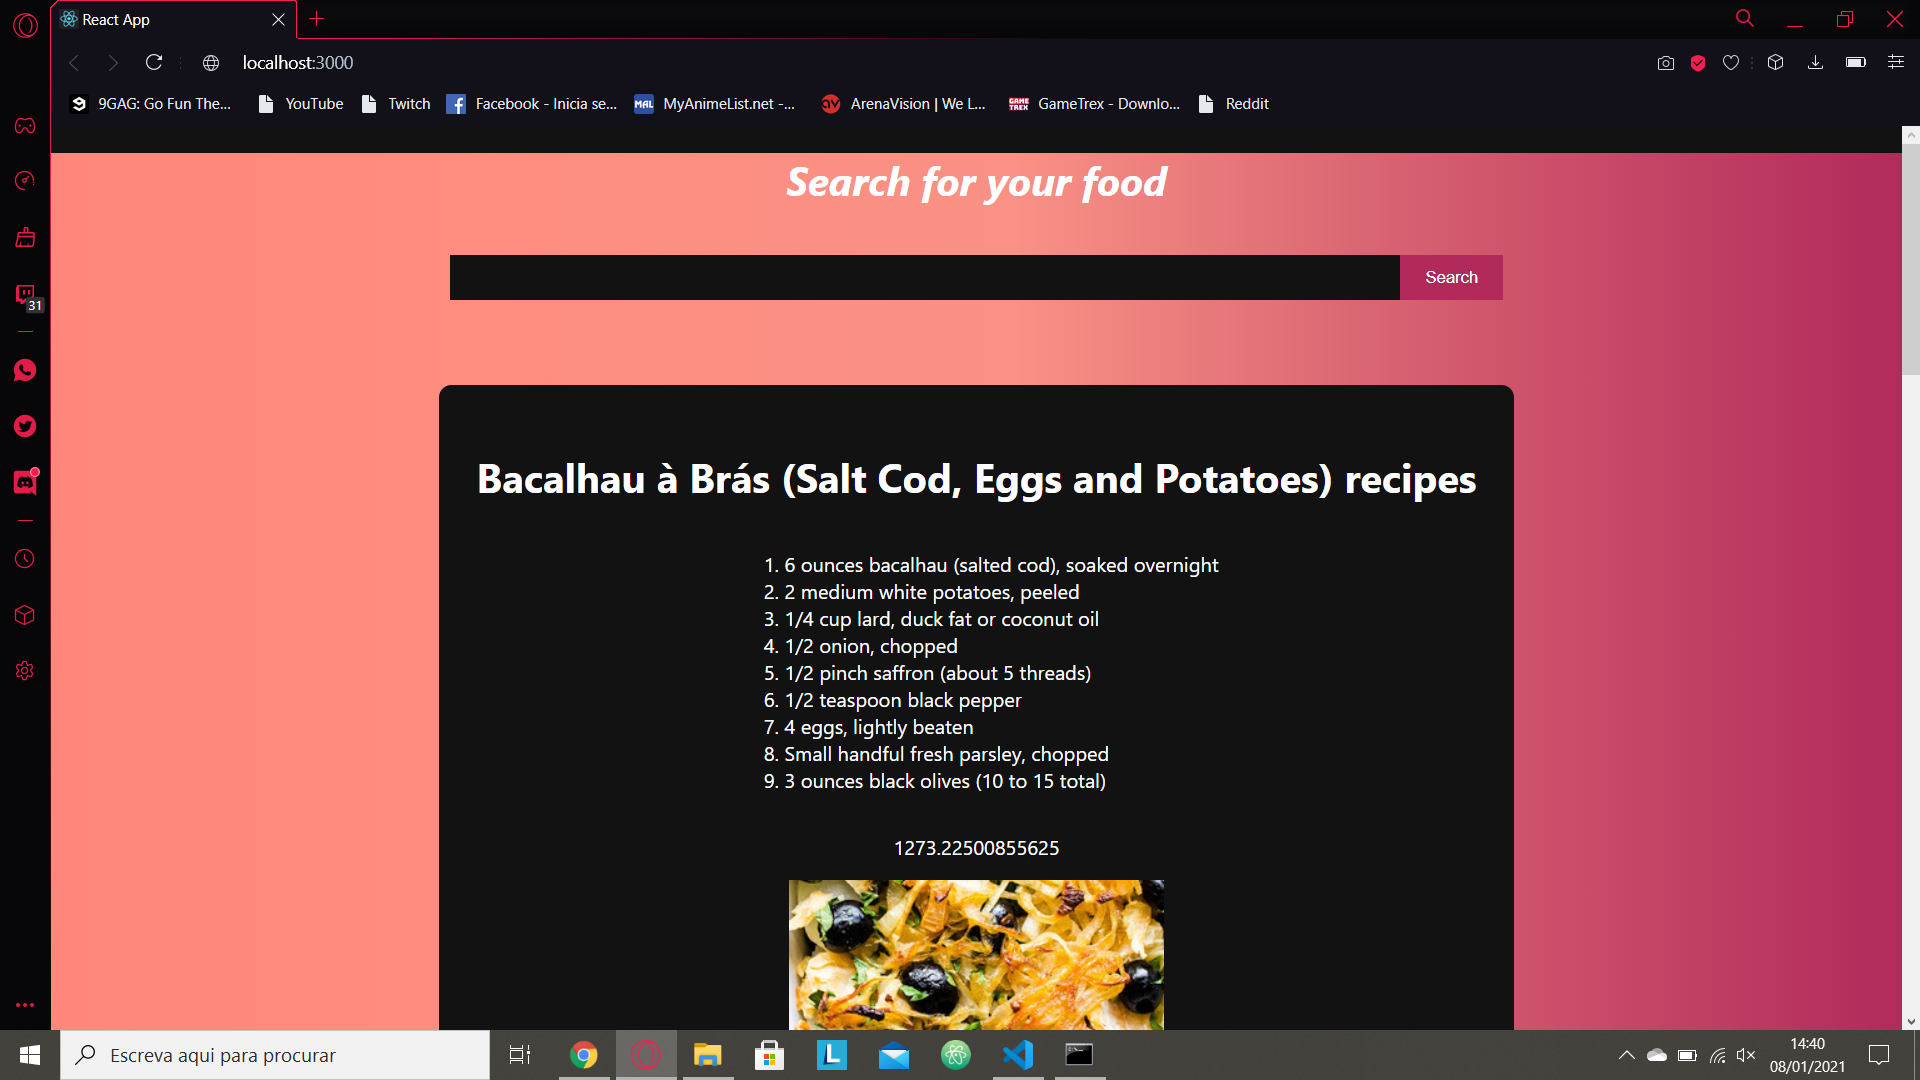 React App
localhost:3000
9GAG: Go Fun The...
YouTube
Twitch
Facebook - Inicia se...
MAL
MyAnimeList.net -...
av
ArenaVision | We L...
GAME
TREX
GameTrex - Downlo...
Reddit
31
Search for your food
Search
Bacalhau à Brás (Salt Cod, Eggs and Potatoes) recipes
1. 6 ounces bacalhau (salted cod), soaked overnight
2. 2 medium white potatoes, peeled
3. 1/4 cup lard, duck fat or coconut oil
4. 1/2 onion, chopped
5. 1/2 pinch saffron (about 5 threads)
6. 1/2 teaspoon black pepper
7. 4 eggs, lightly beaten
8. Small handful fresh parsley, chopped
9. 3 ounces black olives (10 to 15 total)
1273.22500855625
Escreva aqui para procurar
L
14:40
08/01/2021